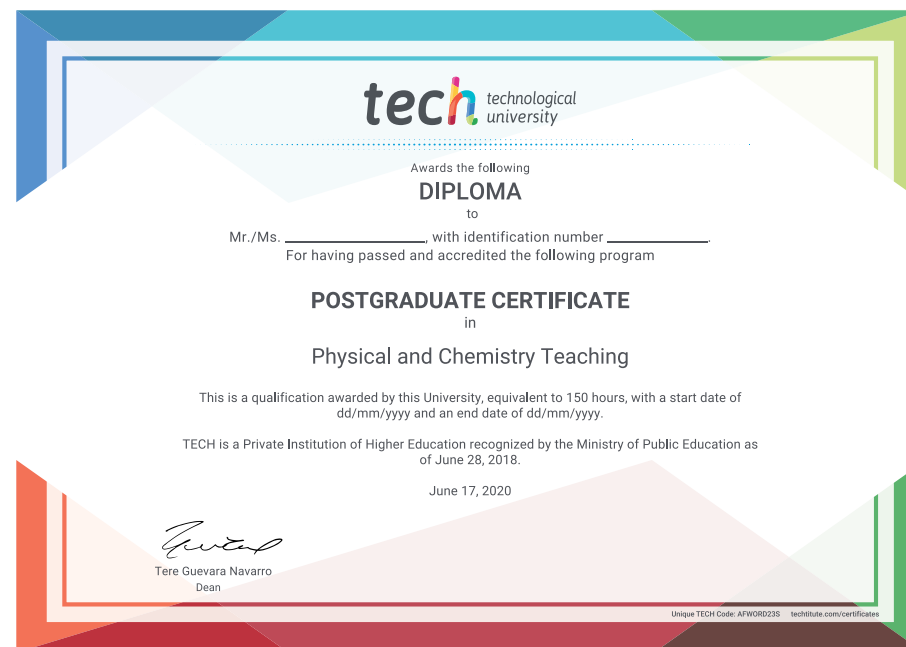 tech technological
university
Awards the following
DIPLOMA
to
Mr./Ms. ____________, with identification number ____________.
For having passed and accredited the following program
POSTGRADUATE CERTIFICATE
in
Physical and Chemistry Teaching
This is a qualification awarded by this University, equivalent to 150 hours, with a start date of
dd/mm/yyyy and an end date of dd/mm/yyyy.
TECH is a Private Institution of Higher Education recognized by the Ministry of Public Education as
of June 28, 2018.
June 17, 2020
Tere Guevara Navarro
Dean
Unique TECH Code: AFWORD23S techtitute.com/certificates